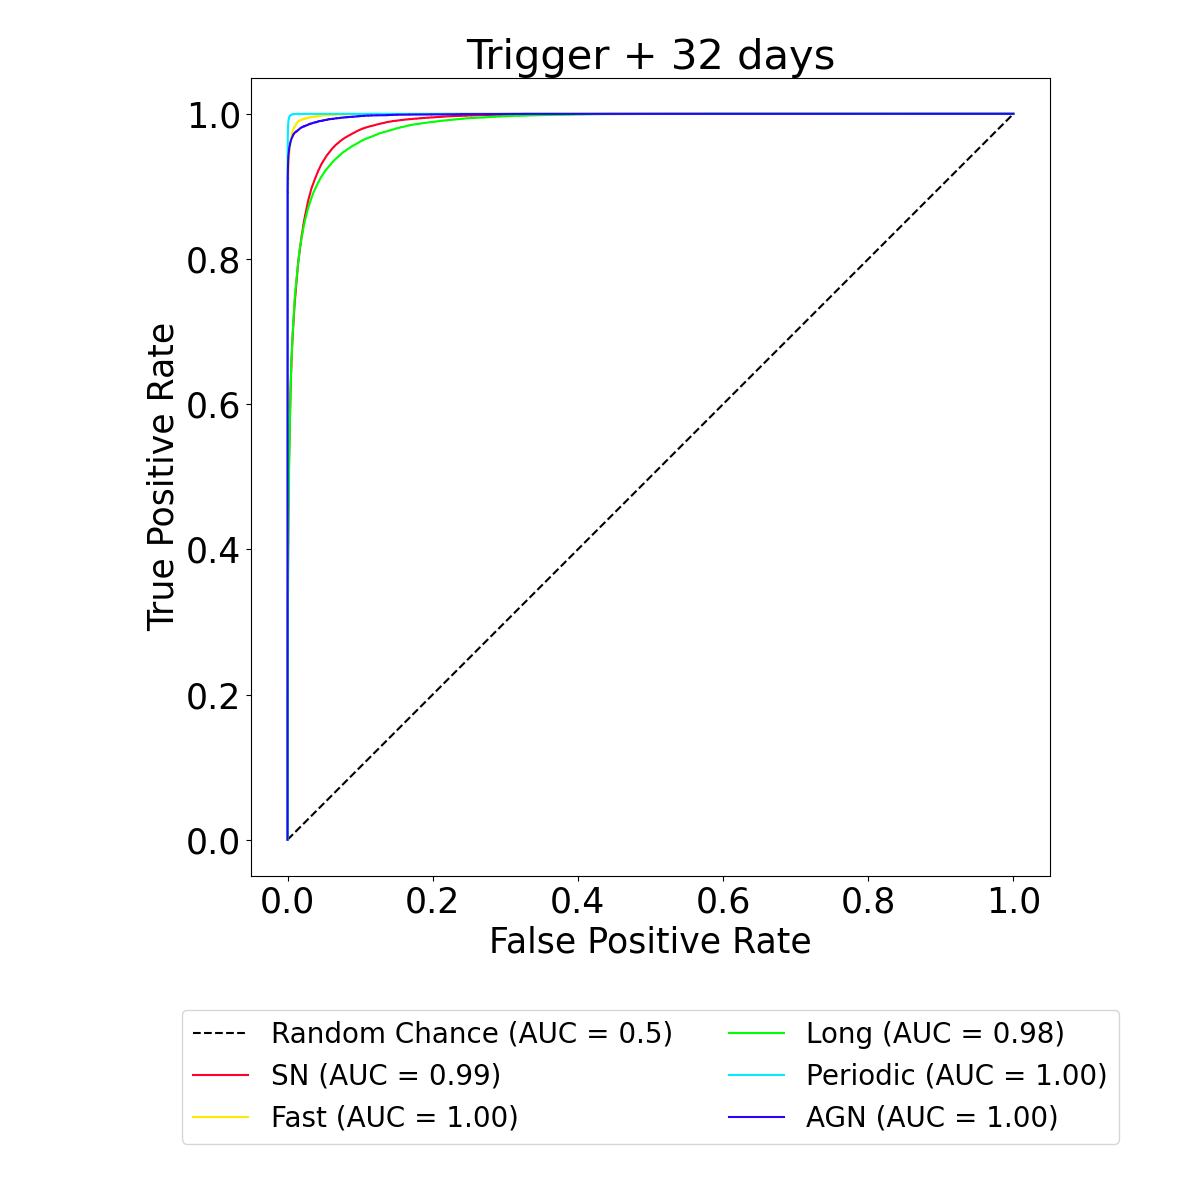 Trigger + 32 days
1.0
0.8
0.6
0.4
0.2
0.0
True Positive Rate
0.0 0.2 0.4 0.6 0.8 1.0
False Positive Rate
Random Chance (AUC = 0.5)
SN (AUC = 0.99)
Fast (AUC = 1.00)
Long (AUC = 0.98)
Periodic (AUC = 1.00)
AGN (AUC = 1.00)